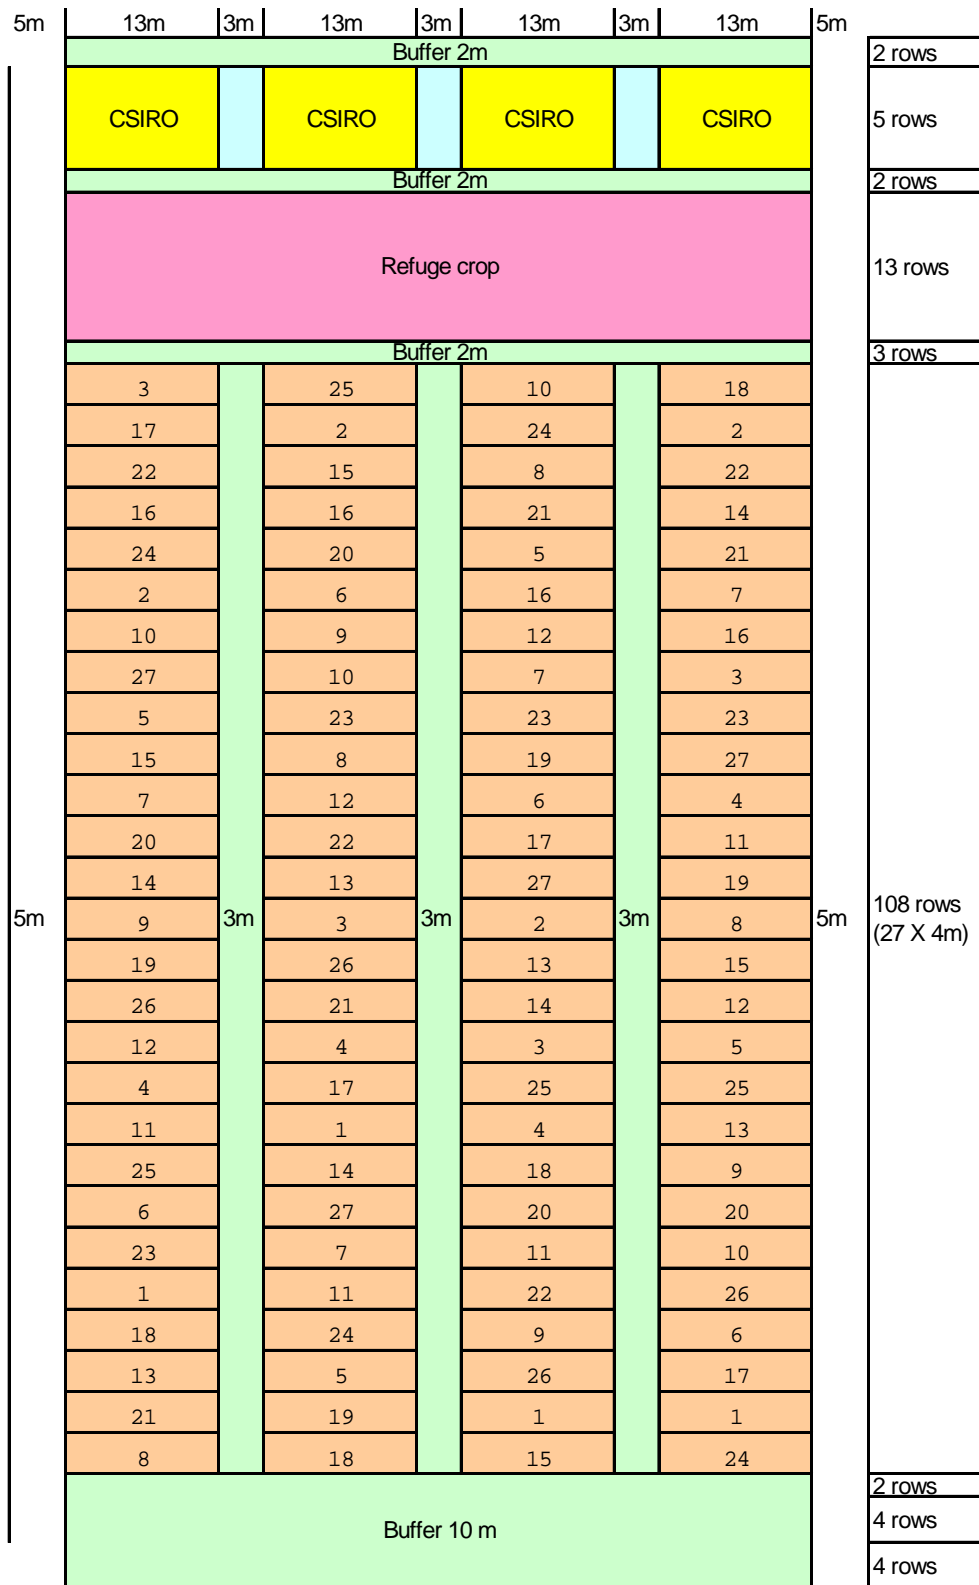 5m 13m 3m 13m 3m 13m 3m 13m 5m
Buffer 2m 2 rows
CSIRO CSIRO CSIRO CSIRO 5 rows
Buffer 2m 2 rows
Refuge crop 13 rows
Buffer 2m 3 rows
3 25 10 18
17 2 24 2
22 15 8 22
16 16 21 14
24 20 5 21
2 6 16 7
10 9 12 16
27 10 7 3
5 23 23 23
15 8 19 27
7 12 6 4
20 22 17 11
14 13 27 19
5m 9 3m 3 3m 2 3m 8 5m 108 rows
(27 X 4m)
19 26 13 15
26 21 14 12
12 4 3 5
4 17 25 25
11 1 4 13
25 14 18 9
6 27 20 20
23 7 11 10
1 11 22 26
18 24 9 6
13 5 26 17
21 19 1 1
8 18 15 24
2 rows
Buffer 10 m 4 rows
4 rows